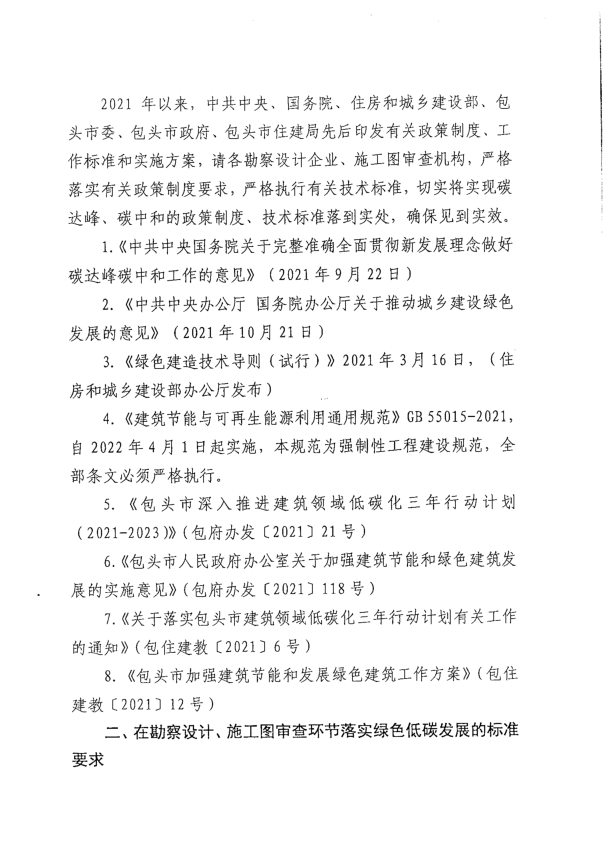 2021 年以来，中共中央、国务院、住房和城乡建设部、包
头市委、包头市政府、包头市住建局先后印发有关政策制度、工
作标准和实施方案，请各勘察设计企业、施工图审查机构，严格
落实有关政策制度要求，严格执行有关技术标准，切实将实现碳
达峰、碳中和的政策制度、技术标准落到实处，确保见到实效。
1.《中共中央国务院关于完整准确全面贯彻新发展理念做好
碳达峰碳中和工作的意见》（2021 年 9 月 22 日）
2.《中共中央办公厅 国务院办公厅关于推动城乡建设绿色
发展的意见》（2021 年 10 月 21 日）
3.《绿色建造技术导则（试行）》2021 年 3 月 16 日，（住
房和城乡建设部办公厅发布）
4.《建筑节能与可再生能源利用通用规范》GB 55015-2021，
自 2022 年 4 月 1 日起实施，本规范为强制性工程建设规范，全
部条文必须严格执行。
5.《包头市深入推进建筑领域低碳化三年行动计划
（2021-2023)》（包府办发〔2021〕21 号）
6.《包头市人民政府办公室关于加强建筑节能和绿色建筑发
展的实施意见》（包府办发〔2021〕118 号）
7.《关于落实包头市建筑领域低碳化三年行动计划有关工作
的通知》（包住建教〔2021〕6 号）
8.《包头市加强建筑节能和发展绿色建筑工作方案》（包住
建教〔2021〕12 号）
二、在勘察设计、施工图审查环节落实绿色低碳发展的标准
要求